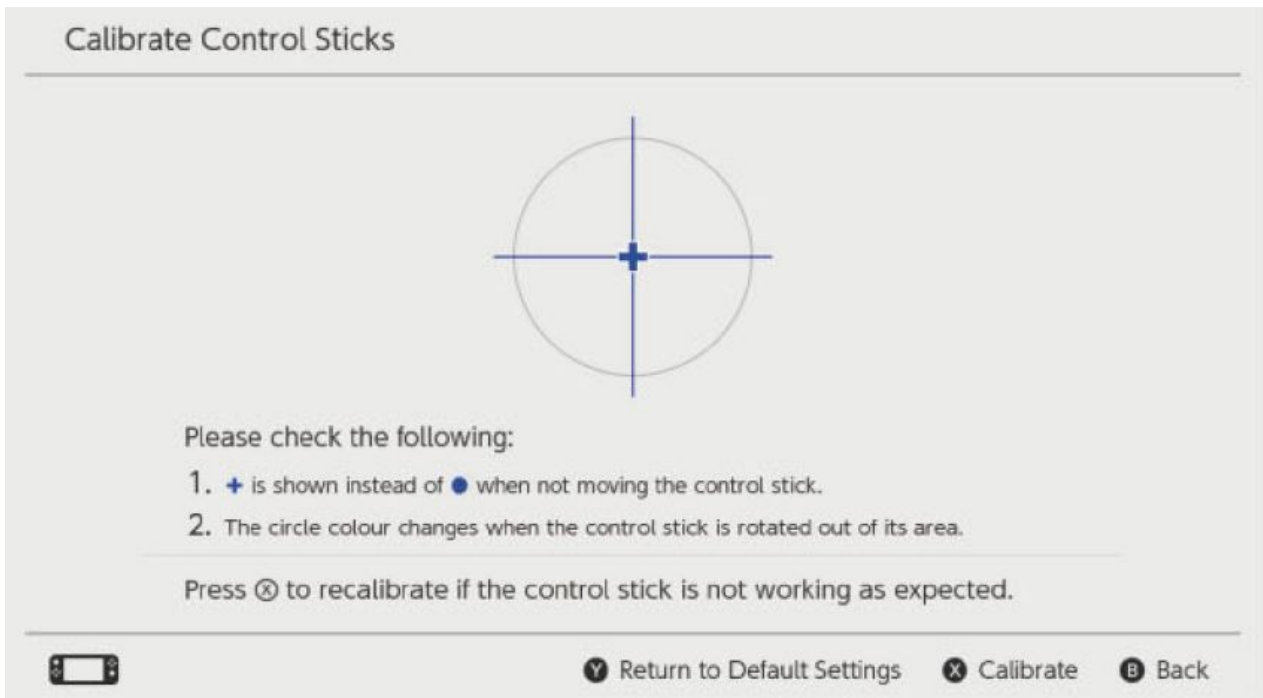 Calibrate Control Sticks
Please check the following:
1. + is shown instead of ● when not moving the control stick.
2. The circle colour changes when the control stick is rotated out of its area.
Press ⓧ to recalibrate if the control stick is not working as expected.
Y Return to Default Settings X Calibrate B Back